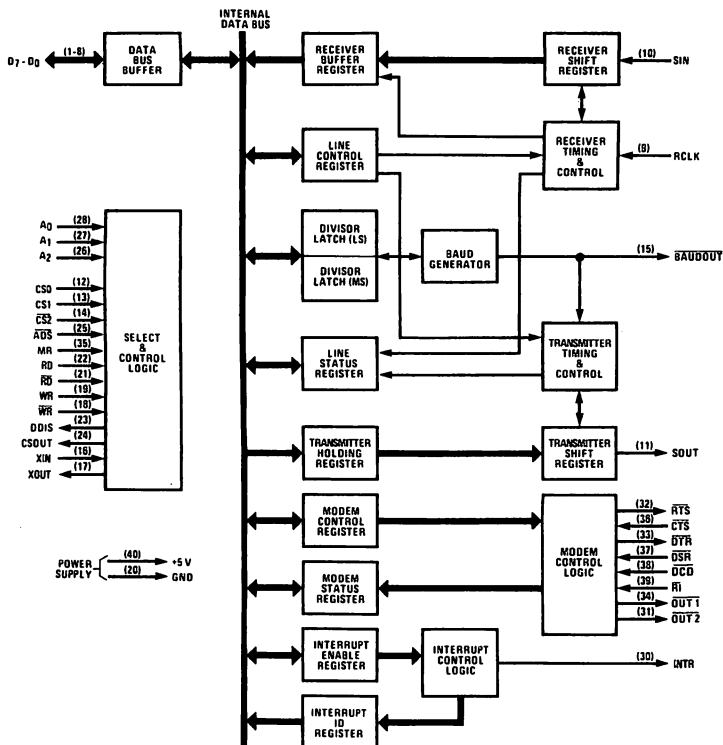 INTERNAL
DATA BUS
D7 - D0
(1-8)
DATA
BUS
BUFFER
RECEIVER
BUFFER
REGISTER
RECEIVER
SHIFT
REGISTER
(10)
SIN
LINE
CONTROL
REGISTER
RECEIVER
TIMING
&
CONTROL
(9)
RCLK
A0 (28)
A1 (27)
A2 (26)
CS0 (12)
CS1 (13)
CS2 (14)
ADS (25)
MR (35)
RD (22)
RD (21)
WR (19)
WR (18)
DDIS (23)
CSOUT (24)
XIN (16)
XOUT (17)
SELECT
&
CONTROL
LOGIC
DIVISOR
LATCH (LS)
DIVISOR
LATCH (MS)
BAUD
GENERATOR
(15)
BAUDOUT
LINE
STATUS
REGISTER
TRANSMITTER
TIMING
&
CONTROL
TRANSMITTER
HOLDING
REGISTER
TRANSMITTER
SHIFT
REGISTER
(11)
SOUT
MODEM
CONTROL
REGISTER
MODEM
CONTROL
LOGIC
(32) RTS
(36) CTS
(33) DTR
(37) DSR
(38) DCD
(39) RI
(34) OUT 1
(31) OUT 2
POWER
SUPPLY
(40) +5 V
(20) GND
MODEM
STATUS
REGISTER
INTERRUPT
ENABLE
REGISTER
INTERRUPT
CONTROL
LOGIC
(30)
INTR
INTERRUPT
ID
REGISTER